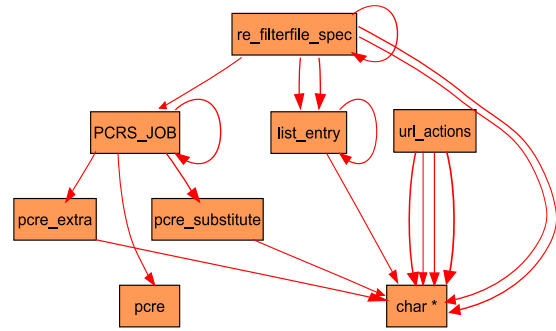 re_filterfile_spec
PCRS_JOB
list_entry
url_actions
pcre_extra
pcre_substitute
pcre
char *